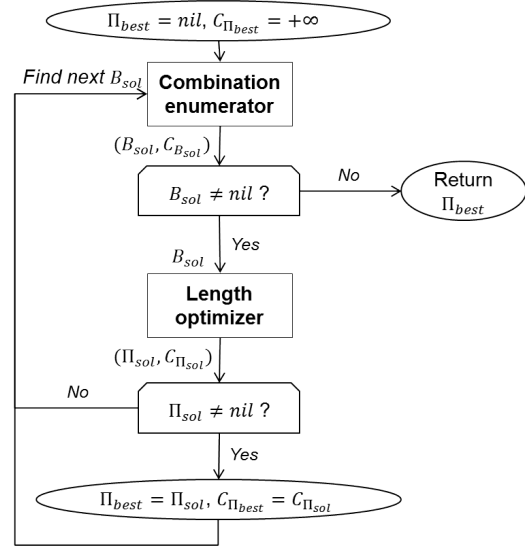 Π_best = nil, C_Π_best = +∞
Find next B_sol
Combination
enumerator
(B_sol, C_B_sol)
B_sol ≠ nil ?
No
Return
Π_best
Yes
B_sol
Length
optimizer
(Π_sol, C_Π_sol)
No
Π_sol ≠ nil ?
Yes
Π_best = Π_sol, C_Π_best = C_Π_sol